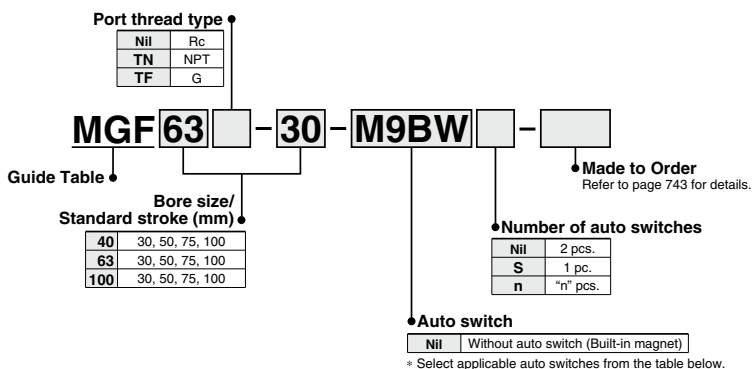 Port thread type
Nil Rc
TN NPT
TF G
MGF 63 – 30 – M9BW –
Guide Table
Made to Order
Refer to page 743 for details.
Bore size/
Standard stroke (mm)
40 30, 50, 75, 100
63 30, 50, 75, 100
100 30, 50, 75, 100
Number of auto switches
Nil 2 pcs.
S 1 pc.
n “n” pcs.
Auto switch
Nil Without auto switch (Built-in magnet)
∗ Select applicable auto switches from the table below.